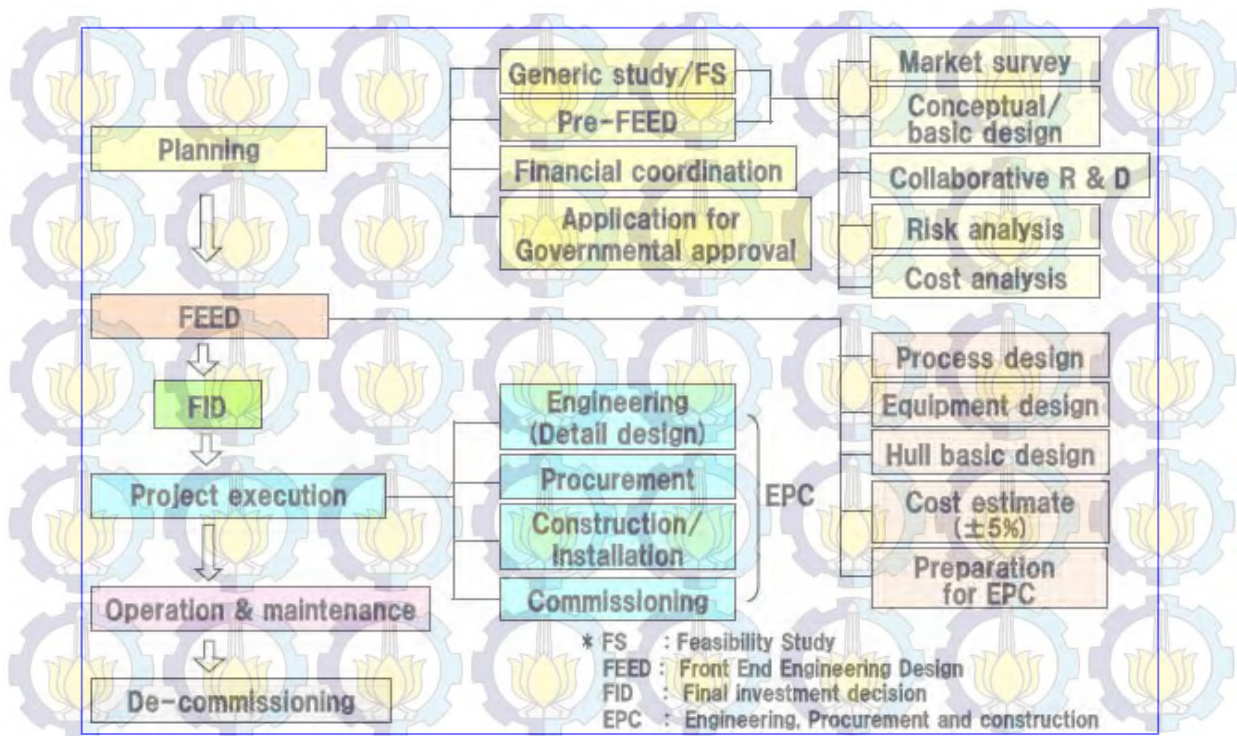 Planning
Generic study/FS
Pre-FEED
Financial coordination
Application for
Governmental approval
Market survey
Conceptual/
basic design
Collaborative R & D
Risk analysis
Cost analysis
FEED
Process design
Equipment design
Hull basic design
Cost estimate
(±5%)
Preparation
for EPC
FID
Project execution
Engineering
(Detail design)
Procurement
Construction/
Installation
Commissioning
EPC
Operation & maintenance
De-commissioning
* FS : Feasibility Study
FEED : Front End Engineering Design
FID : Final investment decision
EPC : Engineering, Procurement and construction